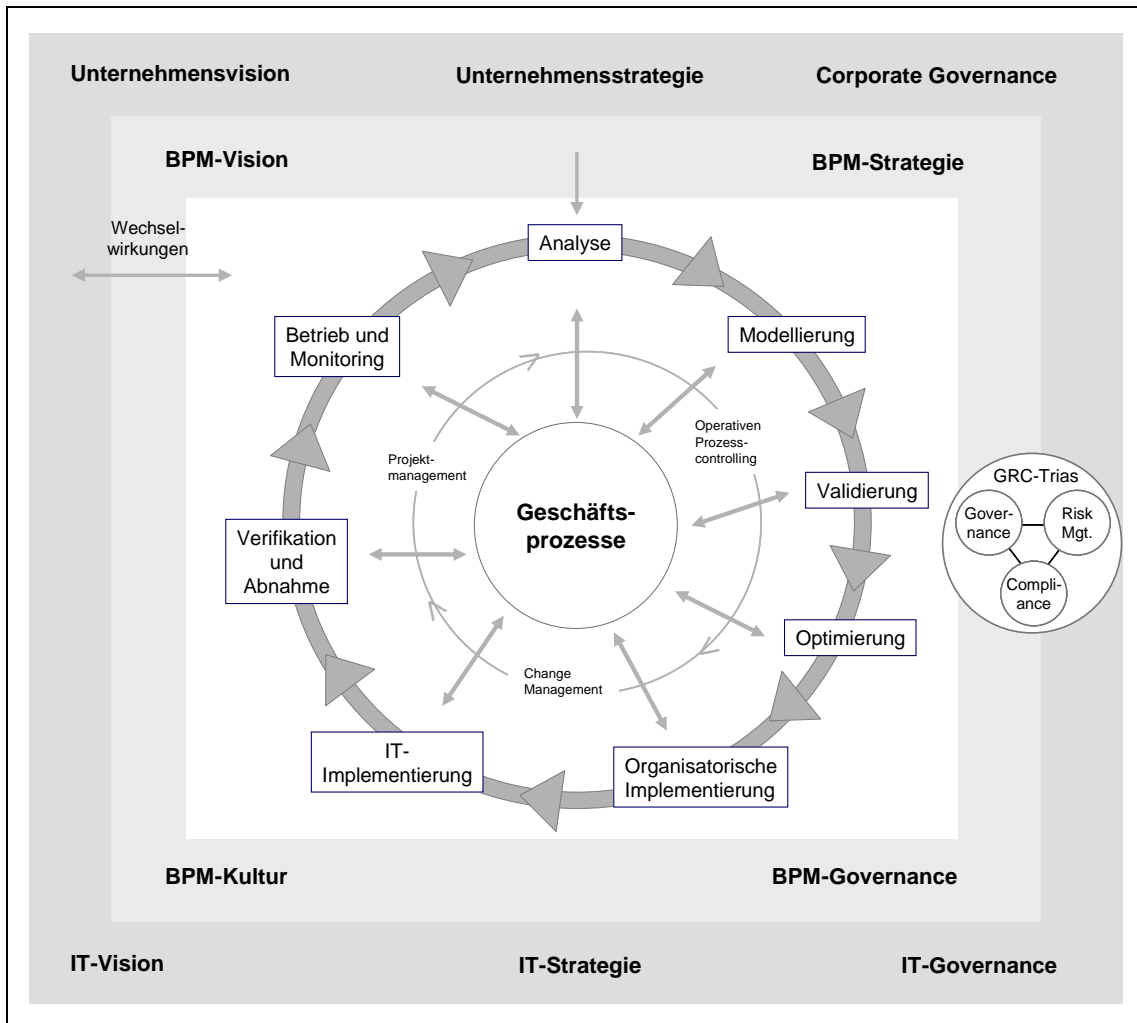 Unternehmensvision
Unternehmensstrategie
Corporate Governance
BPM-Vision
BPM-Strategie
Wechsel-
wirkungen
Analyse
Betrieb und
Monitoring
Modellierung
Operativen
Prozess-
controlling
Projekt-
management
GRC-Trias
Gover-
nance
Risk
Mgt.
Compli-
ance
Validierung
Geschäfts-
prozesse
Verifikation
und
Abnahme
Optimierung
Change
Management
IT-
Implementierung
Organisatorische
Implementierung
BPM-Kultur
BPM-Governance
IT-Vision
IT-Strategie
IT-Governance